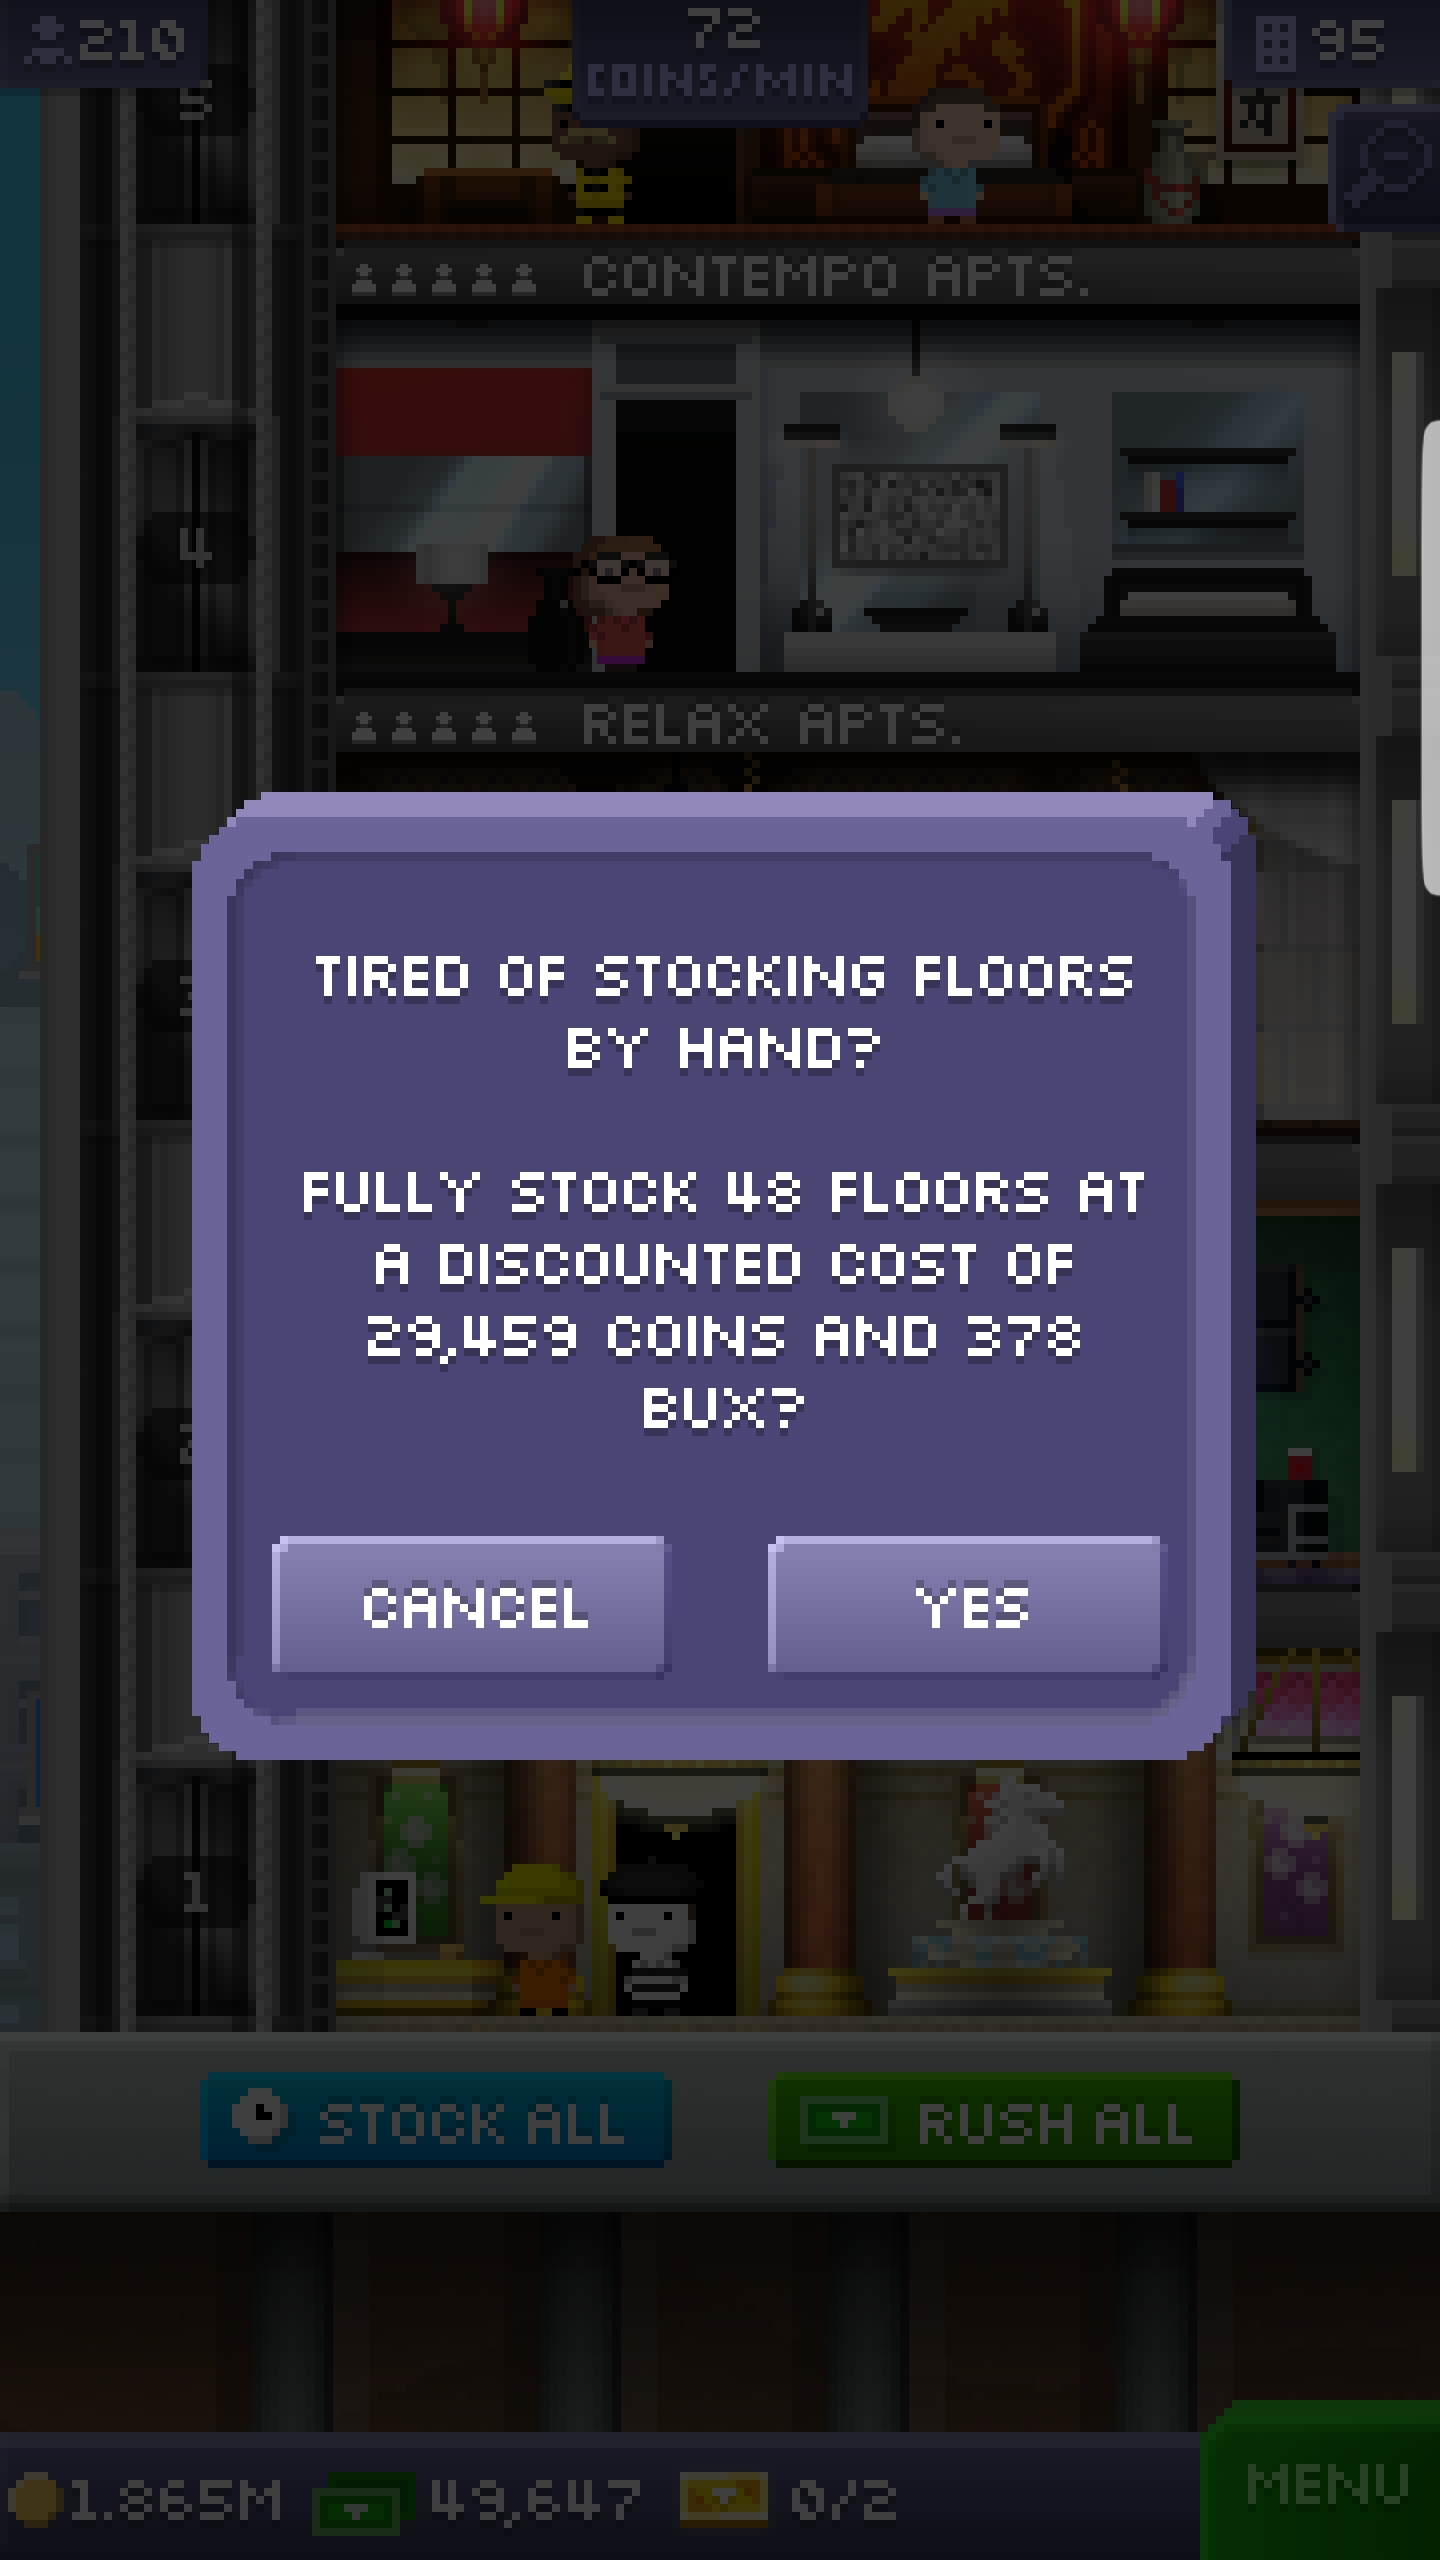 210
72
COINS/MIN
95
5
CONTEMPO APTS.
4
RELAX APTS.
TIRED OF STOCKING FLOORS
BY HAND?
FULLY STOCK 48 FLOORS AT
A DISCOUNTED COST OF
29,459 COINS AND 378
BUX?
CANCEL
YES
1
STOCK ALL
RUSH ALL
1.865M
49,647
0/2
MENU